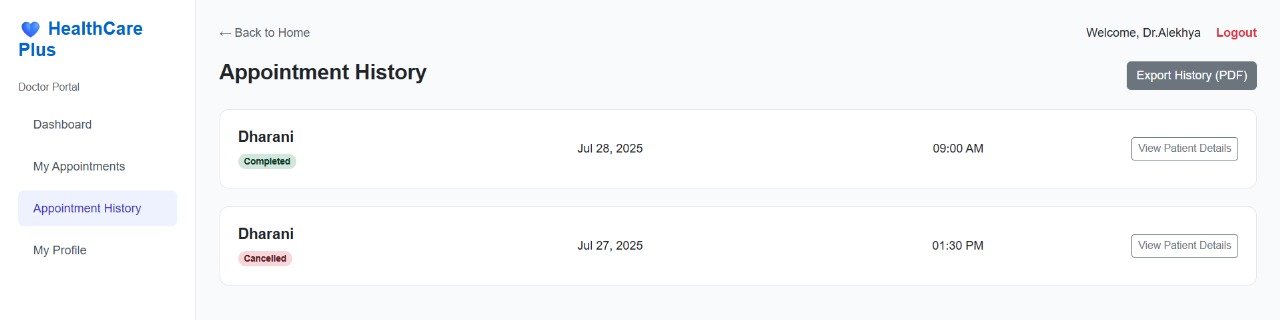 HealthCare
Plus
Doctor Portal
Dashboard
My Appointments
Appointment History
My Profile
← Back to Home
Welcome, Dr.Alekhya Logout
Appointment History
Export History (PDF)
Dharani
Completed
Jul 28, 2025
09:00 AM
View Patient Details
Dharani
Cancelled
Jul 27, 2025
01:30 PM
View Patient Details